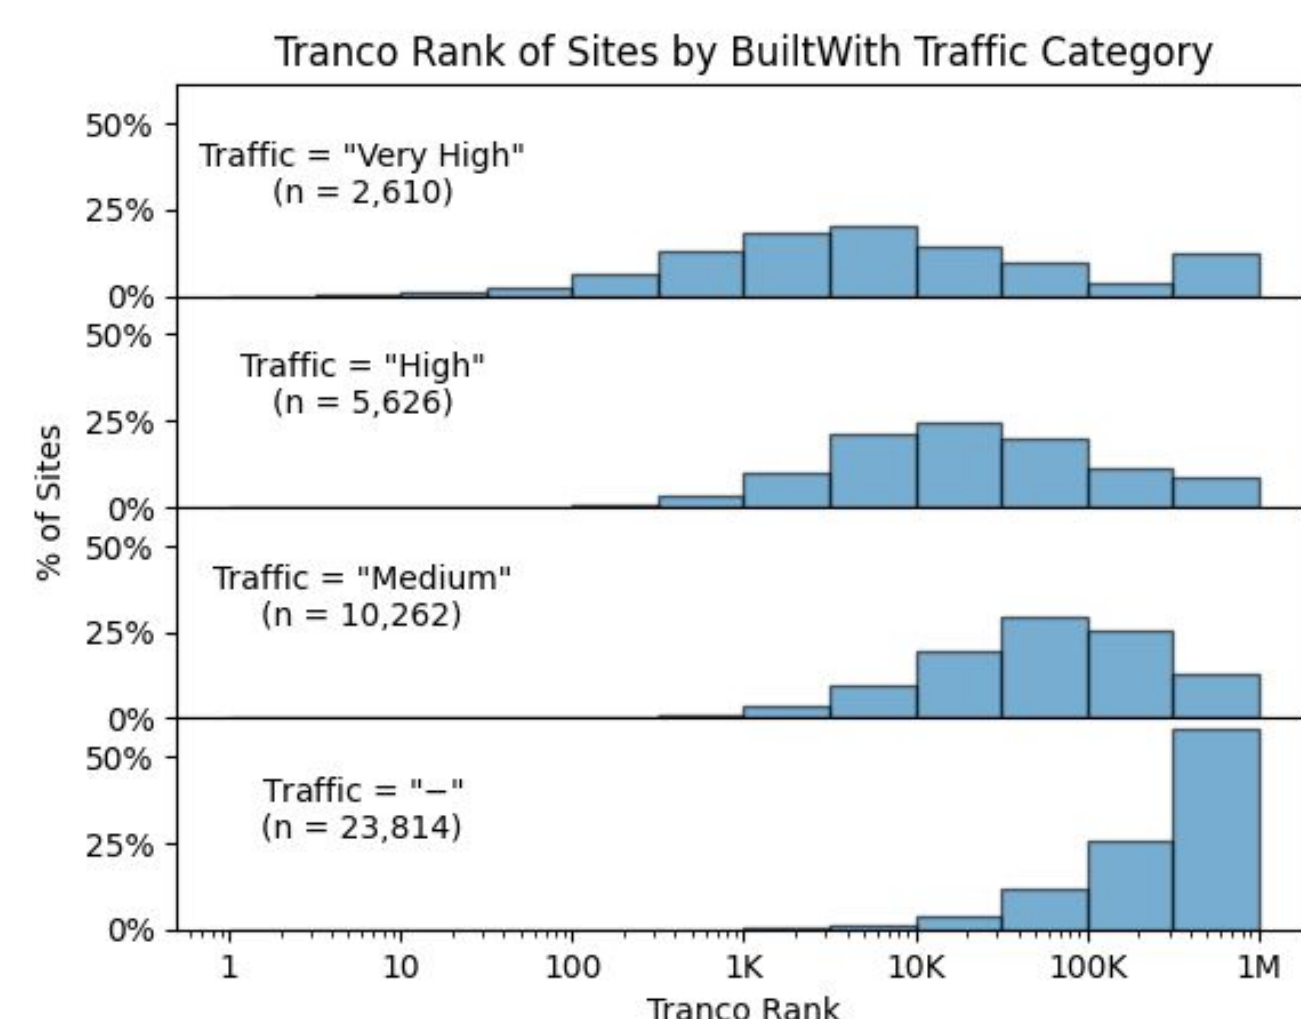 Tranco Rank of Sites by BuiltWith Traffic Category
50%
Traffic = "Very High"
(n = 2,610)
25%
0%
50%
Traffic = "High"
(n = 5,626)
25%
0%
% of Sites
50%
Traffic = "Medium"
(n = 10,262)
25%
0%
50%
Traffic = "−"
(n = 23,814)
25%
0%
1 10 100 1K 10K 100K 1M
Tranco Rank